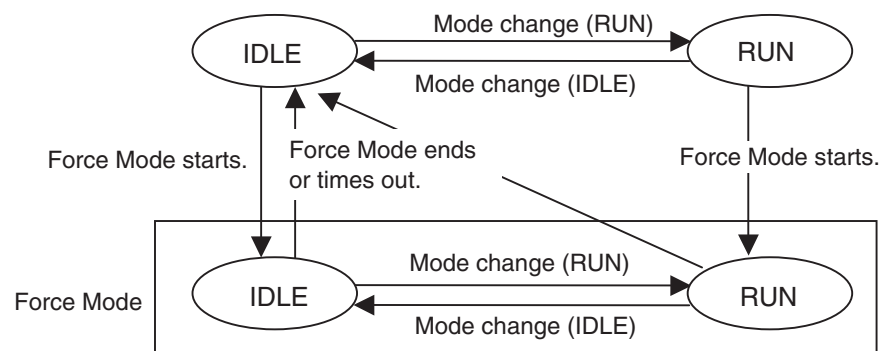 Mode change (RUN)
IDLE
RUN
Mode change (IDLE)
Force Mode starts.
Force Mode ends
or times out.
Force Mode starts.
Mode change (RUN)
Force Mode
IDLE
RUN
Mode change (IDLE)